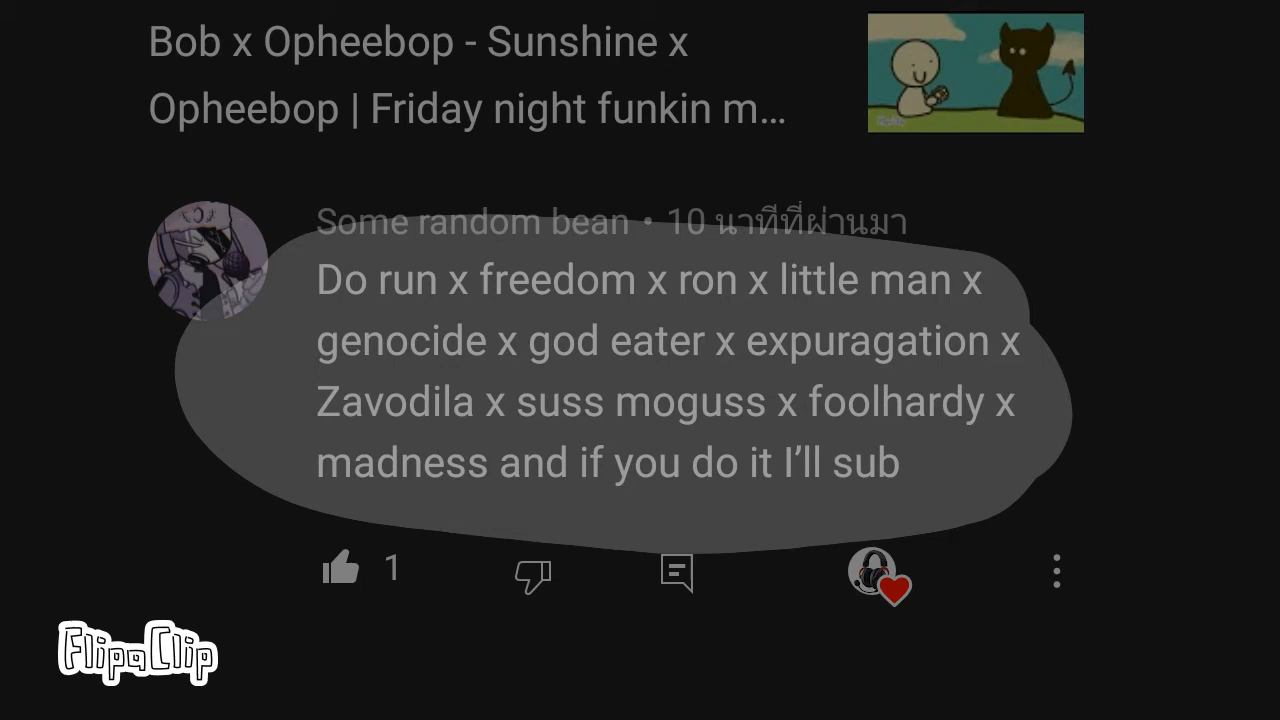 Bob x Opheebop - Sunshine x
Opheebop | Friday night funkin m...
Some random bean • 10 นาทีที่ผ่านมา
Do run x freedom x ron x little man x
genocide x god eater x expuragation x
Zavodila x suss moguss x foolhardy x
madness and if you do it I’ll sub
1
FlipaClip